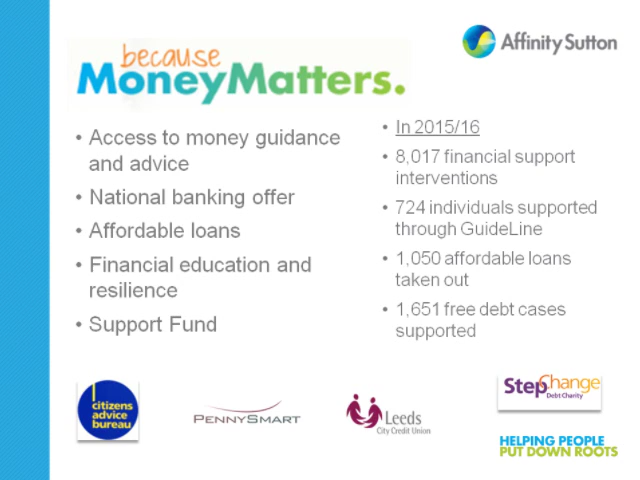 Affinity Sutton
because
MoneyMatters.
• Access to money guidance
and advice
• National banking offer
• Affordable loans
• Financial education and
resilience
• Support Fund
• In 2015/16
• 8,017 financial support
interventions
• 724 individuals supported
through GuideLine
• 1,050 affordable loans
taken out
• 1,651 free debt cases
supported
citizens
advice
bureau
PENNYSMART
Leeds
City Credit Union
StepChange
Debt Charity
HELPING PEOPLE
PUT DOWN ROOTS